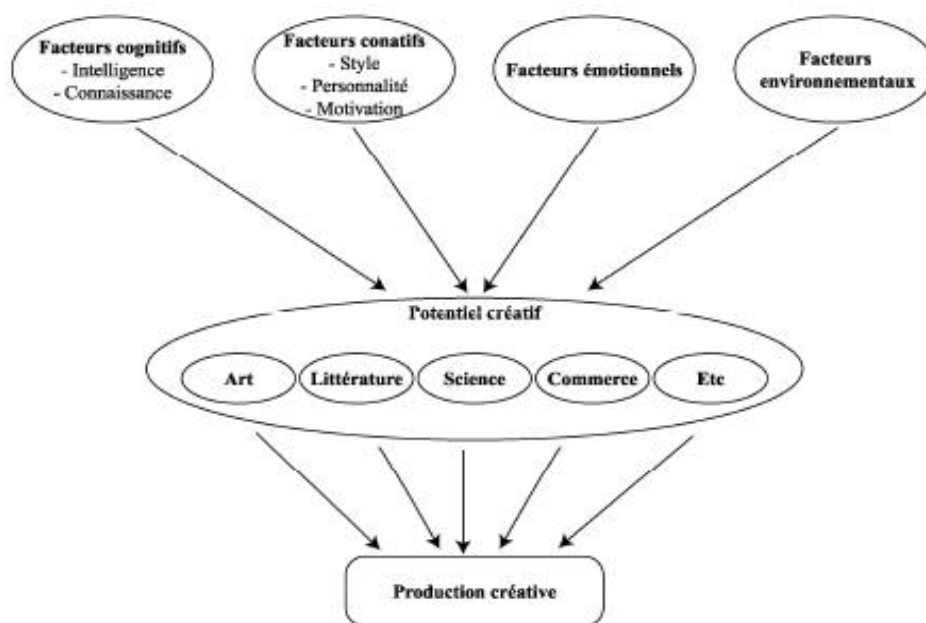 Facteurs cognitifs
- Intelligence
- Connaissance
Facteurs conatifs
- Style
- Personnalité
- Motivation
Facteurs émotionnels
Facteurs
environnementaux
Potentiel créatif
Art
Littérature
Science
Commerce
Etc
Production créative